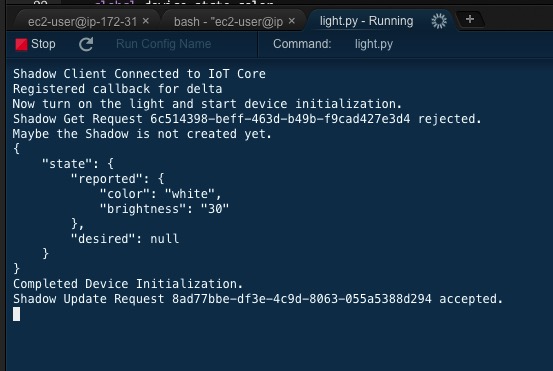 ec2-user@ip-172-31 ×
bash - "ec2-user@ip ×
light.py - Running
+
Stop
Run Config Name
Command:
light.py
Shadow Client Connected to IoT Core
Registered callback for delta
Now turn on the light and start device initialization.
Shadow Get Request 6c514398-beff-463d-b49b-f9cad427e3d4 rejected.
Maybe the Shadow is not created yet.
{
    "state": {
        "reported": {
            "color": "white",
            "brightness": "30"
        },
        "desired": null
    }
}
Completed Device Initialization.
Shadow Update Request 8ad77bbe-df3e-4c9d-8063-055a5388d294 accepted.